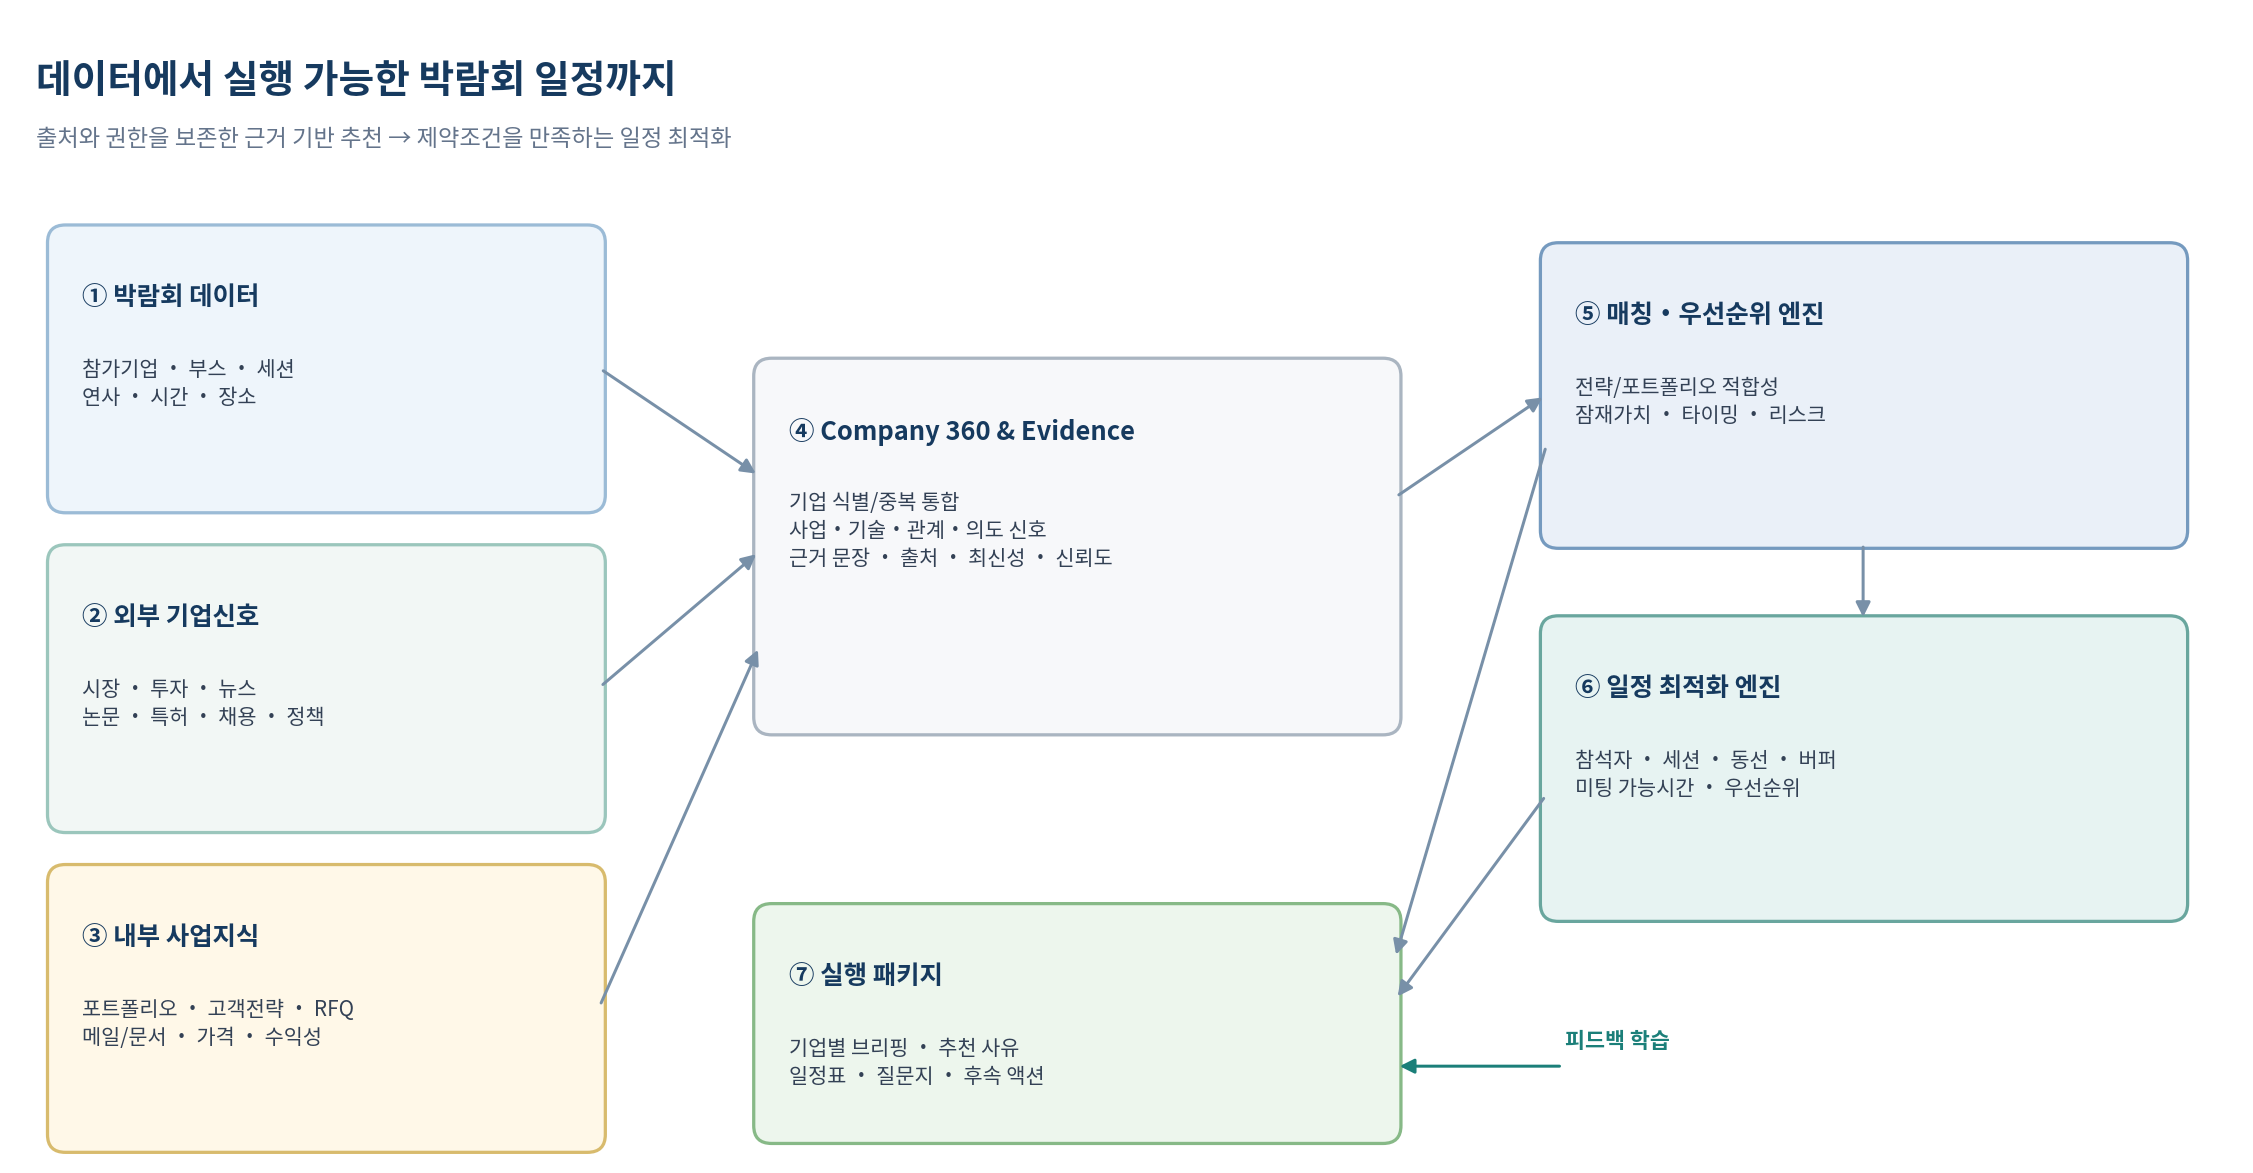 데이터에서 실행 가능한 박람회 일정까지
출처와 권한을 보존한 근거 기반 추천 → 제약조건을 만족하는 일정 최적화
① 박람회 데이터
참가기업 • 부스 • 세션
연사 • 시간 • 장소
② 외부 기업신호
시장 • 투자 • 뉴스
논문 • 특허 • 채용 • 정책
③ 내부 사업지식
포트폴리오 • 고객전략 • RFQ
메일/문서 • 가격 • 수익성
④ Company 360 & Evidence
기업 식별/중복 통합
사업·기술·관계·의도 신호
근거 문장 • 출처 • 최신성 • 신뢰도
⑤ 매칭·우선순위 엔진
전략/포트폴리오 적합성
잠재가치 • 타이밍 • 리스크
⑥ 일정 최적화 엔진
참석자 • 세션 • 동선 • 버퍼
미팅 가능시간 • 우선순위
⑦ 실행 패키지
기업별 브리핑 • 추천 사유
일정표 • 질문지 • 후속 액션
피드백 학습